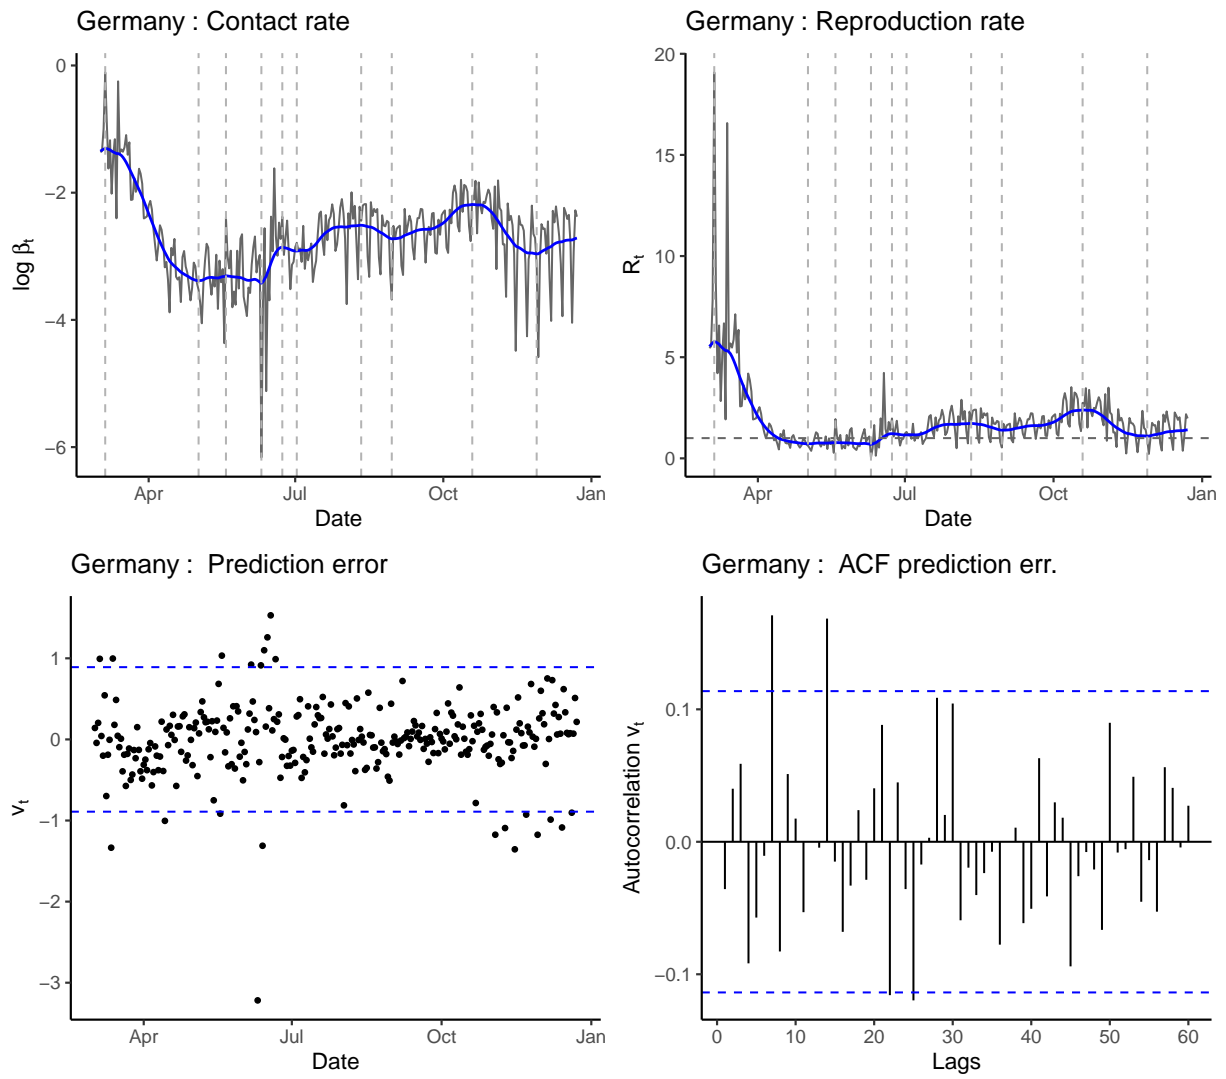 Germany : Contact rate
0
−2
−4
−6
log βt
Apr
Jul
Oct
Jan
Date
Germany : Reproduction rate
20
15
10
5
0
Rt
Apr
Jul
Oct
Jan
Date
Germany :  Prediction error
1
0
−1
−2
−3
vt
Apr
Jul
Oct
Jan
Date
Germany :  ACF prediction err.
0.1
0.0
−0.1
Autocorrelation vt
0
10
20
30
40
50
60
Lags